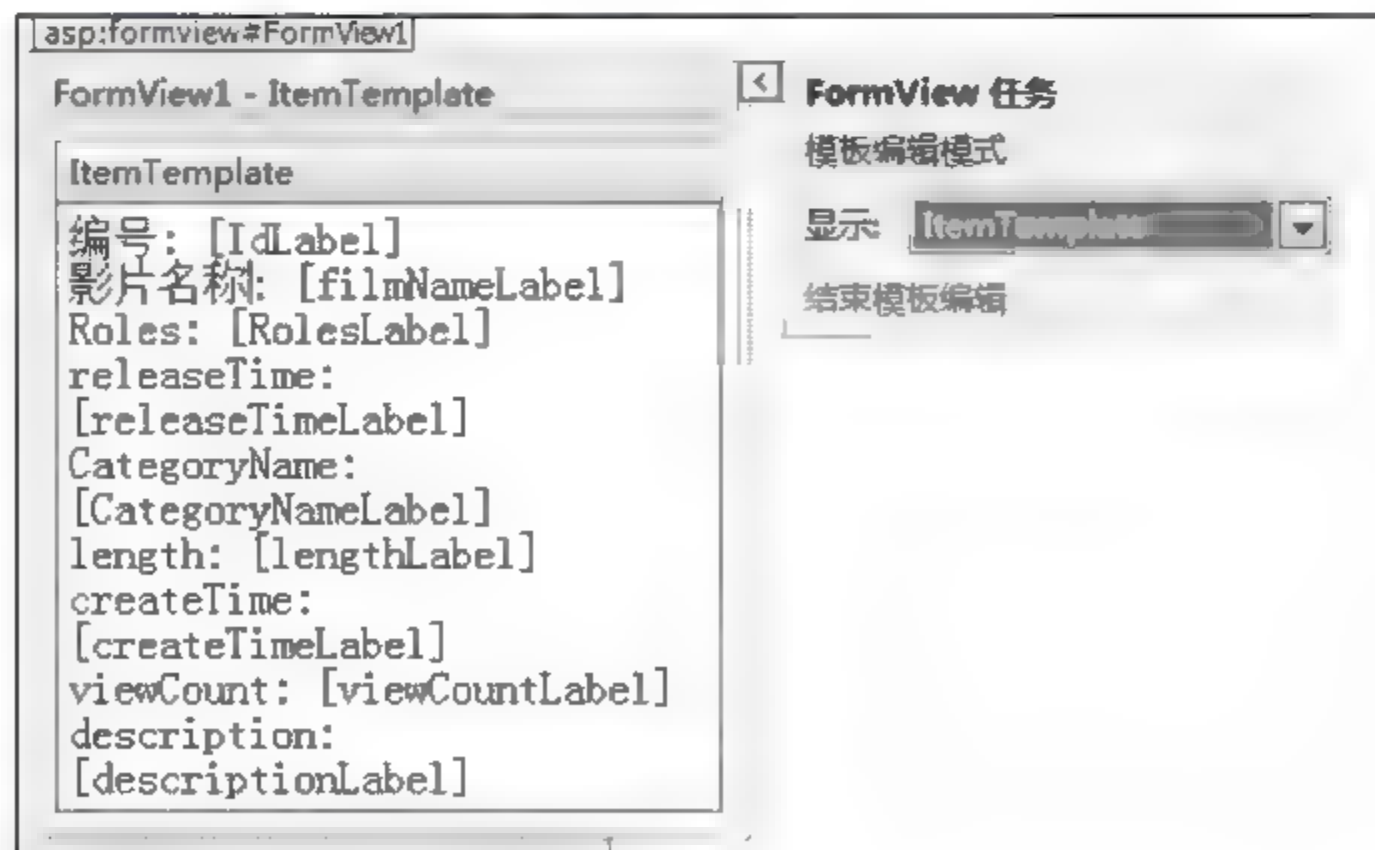 asp:formview#FormView1
FormView1 - ItemTemplate
ItemTemplate
编号: [IdLabel]
影片名称: [filmNameLabel]
Roles: [RolesLabel]
releaseTime:
[releaseTimeLabel]
CategoryName:
[CategoryNameLabel]
length: [lengthLabel]
createTime:
[createTimeLabel]
viewCount: [viewCountLabel]
description:
[descriptionLabel]
FormView 任务
模板编辑模式
显示: ItemTemplate
结束模板编辑